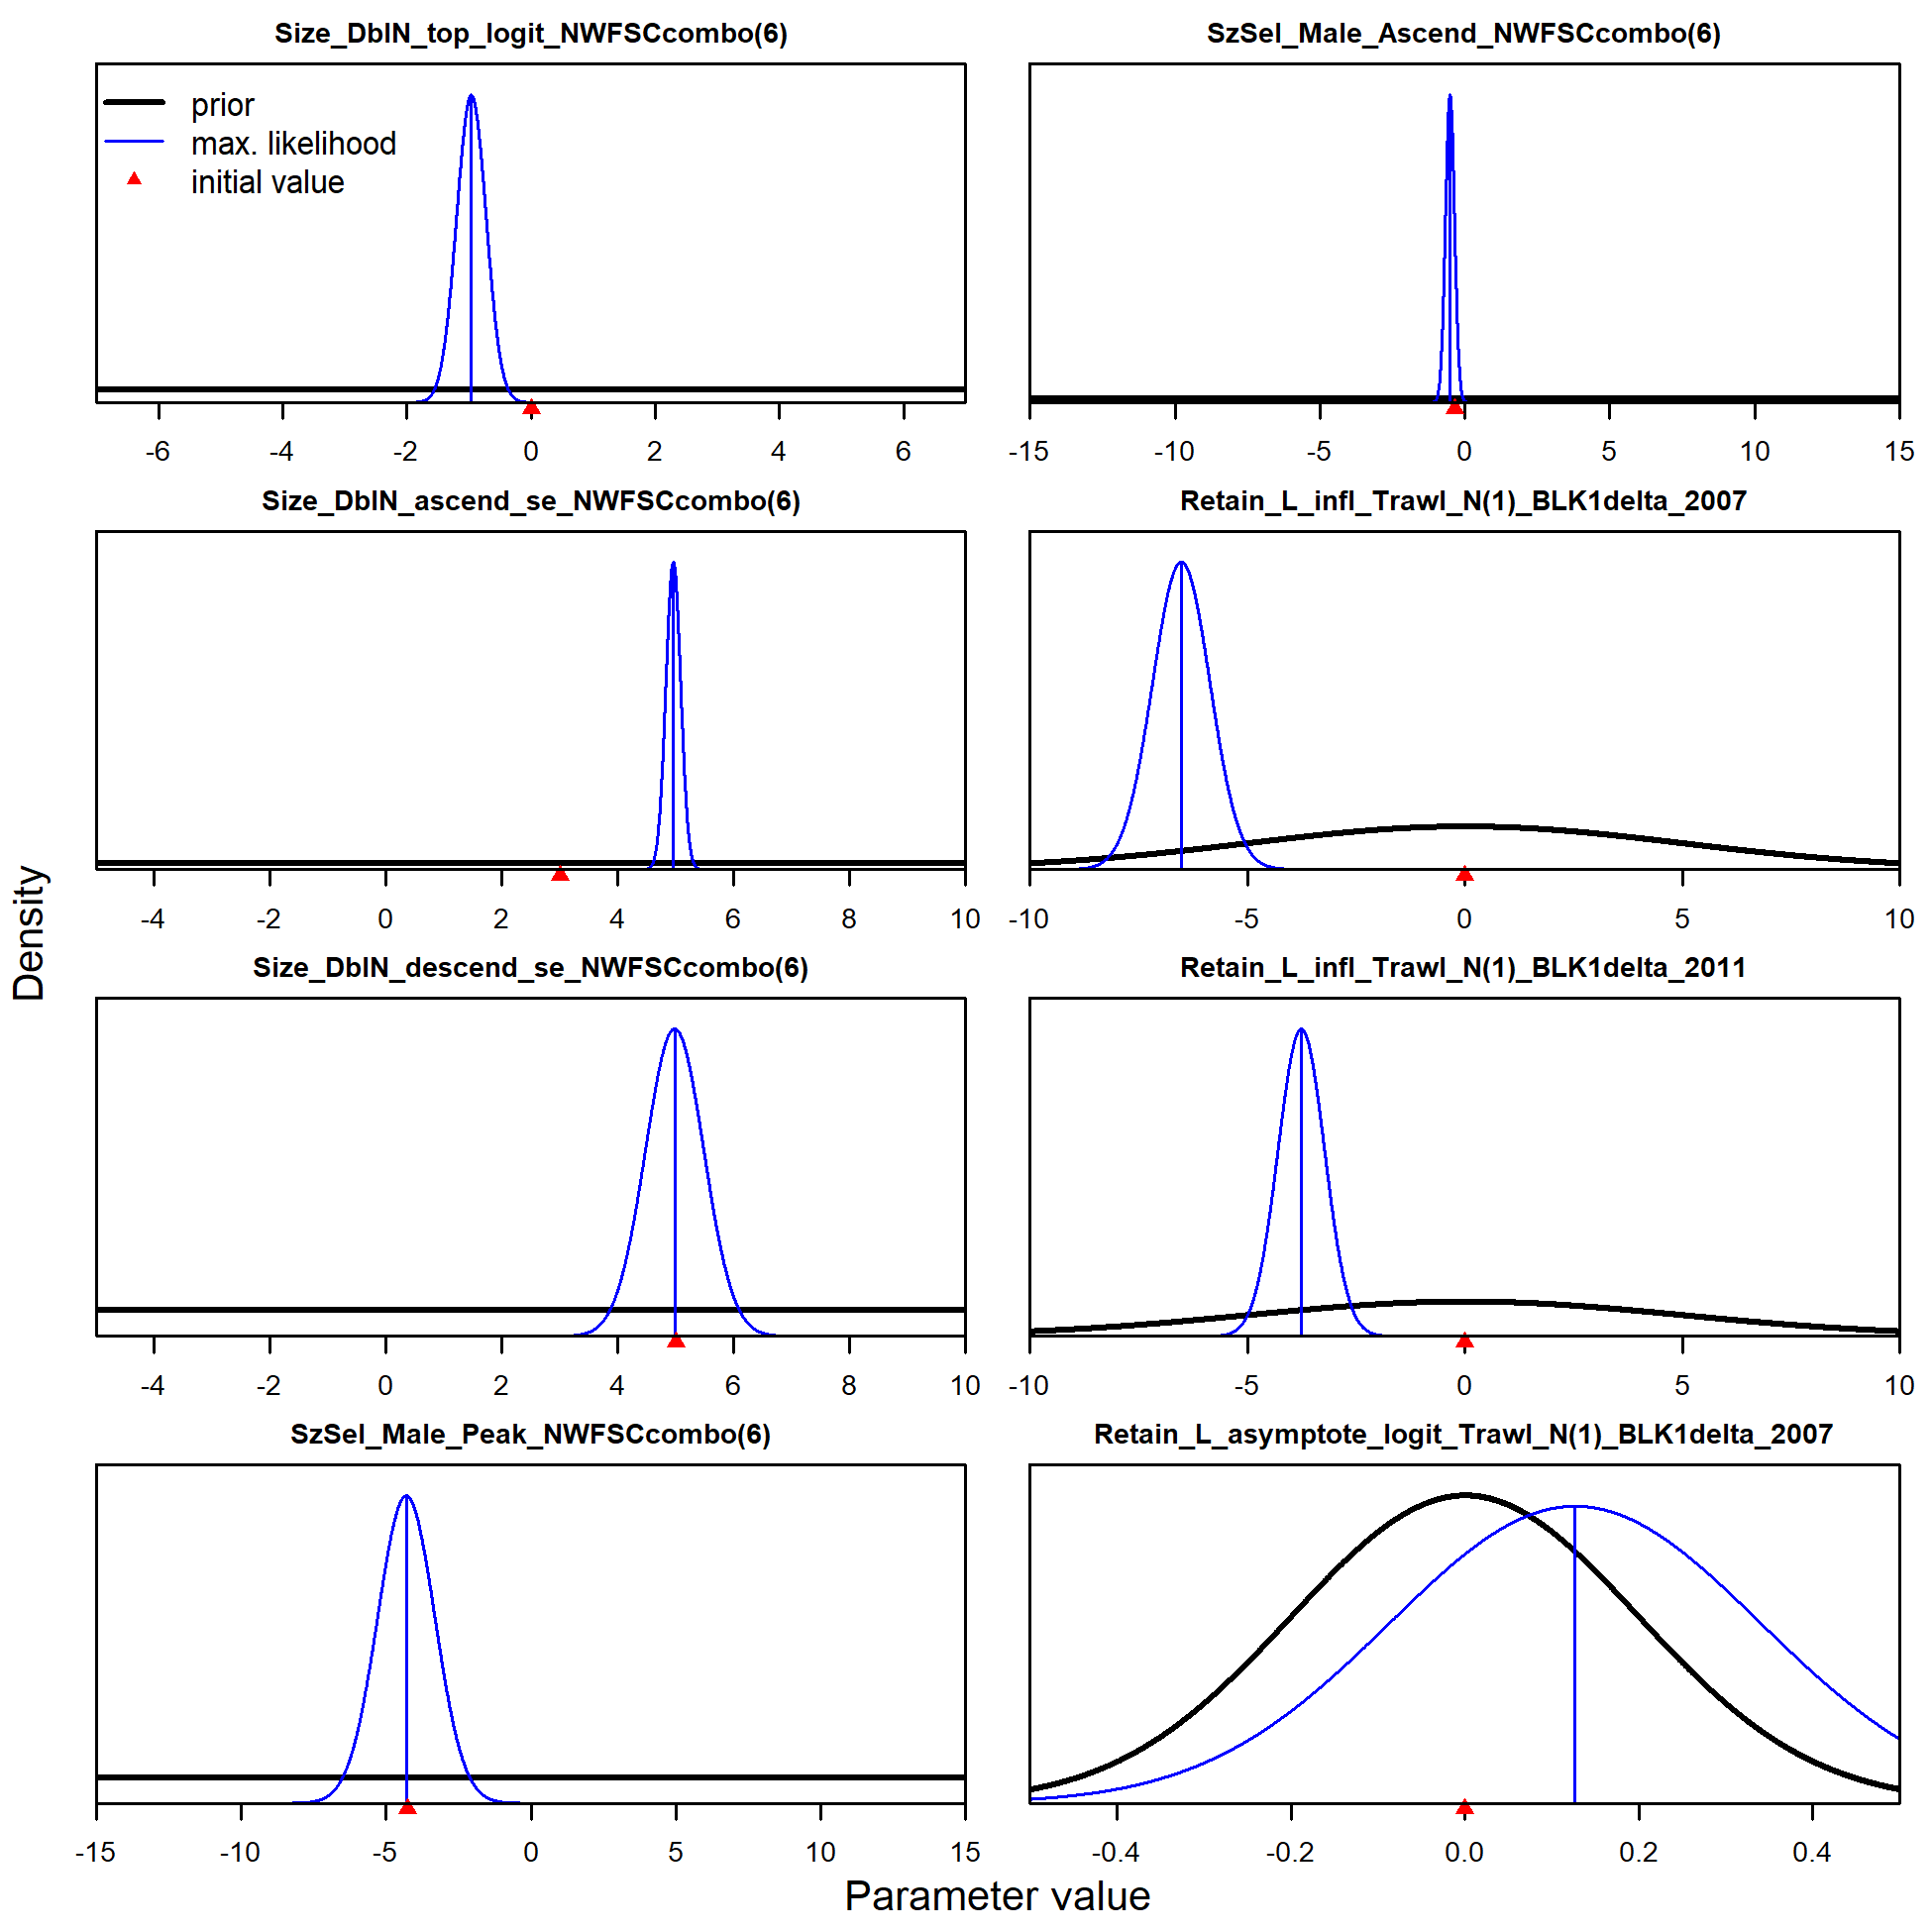 Size_DblN_top_logit_NWFSCcombo(6)
prior
max. likelihood
initial value
-6 -4 -2 0 2 4 6
SzSel_Male_Ascend_NWFSCcombo(6)
-15 -10 -5 0 5 10 15
Size_DblN_ascend_se_NWFSCcombo(6)
-4 -2 0 2 4 6 8 10
Retain_L_infl_Trawl_N(1)_BLK1delta_2007
-10 -5 0 5 10
Size_DblN_descend_se_NWFSCcombo(6)
-4 -2 0 2 4 6 8 10
Retain_L_infl_Trawl_N(1)_BLK1delta_2011
-10 -5 0 5 10
SzSel_Male_Peak_NWFSCcombo(6)
-15 -10 -5 0 5 10 15
Retain_L_asymptote_logit_Trawl_N(1)_BLK1delta_2007
-0.4 -0.2 0.0 0.2 0.4
Density
Parameter value